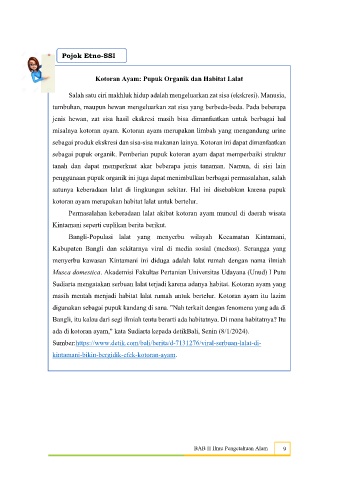 Pojok Etno-SSI
Kotoran Ayam: Pupuk Organik dan Habitat Lalat
Salah satu ciri makhluk hidup adalah mengeluarkan zat sisa (ekskresi). Manusia,
tumbuhan, maupun hewan mengeluarkan zat sisa yang berbeda-beda. Pada beberapa
jenis hewan, zat sisa hasil ekskresi masih bisa dimanfaatkan untuk berbagai hal
misalnya kotoran ayam. Kotoran ayam merupakan limbah yang mengandung urine
sebagai produk ekskresi dan sisa-sisa makanan lainya. Kotoran ini dapat dimanfaatkan
sebagai pupuk organik. Pemberian pupuk kotoran ayam dapat memperbaiki struktur
tanah dan dapat memperkuat akar beberapa jenis tanaman. Namun, di sisi lain
penggunaan pupuk organik ini juga dapat menimbulkan berbagai permasalahan, salah
satunya keberadaan lalat di lingkungan sekitar. Hal ini disebabkan karena pupuk
kotoran ayam merupakan habitat lalat untuk bertelur.
Permasalahan keberadaan lalat akibat kotoran ayam muncul di daerah wisata
Kintamani seperti cuplikan berita berikut.
Bangli-Populasi lalat yang menyerbu wilayah Kecamatan Kintamani,
Kabupaten Bangli dan sekitarnya viral di media sosial (medsos). Serangga yang
menyerbu kawasan Kintamani ini diduga adalah lalat rumah dengan nama ilmiah
Musca domestica. Akademisi Fakultas Pertanian Universitas Udayana (Unud) I Putu
Sudiarta mengatakan serbuan lalat terjadi karena adanya habitat. Kotoran ayam yang
masih mentah menjadi habitat lalat rumah untuk bertelur. Kotoran ayam itu lazim
digunakan sebagai pupuk kandang di sana. "Nah terkait dengan fenomena yang ada di
Bangli, itu kalau dari segi ilmiah tentu berarti ada habitatnya. Di mana habitatnya? Itu
ada di kotoran ayam," kata Sudiarta kepada detikBali, Senin (8/1/2024).
Sumber:https://www.detik.com/bali/berita/d-7131276/viral-serbuan-lalat-di-
kintamani-bikin-bergidik-efek-kotoran-ayam.
BAB II Ilmu Pengetahuan Alam 9